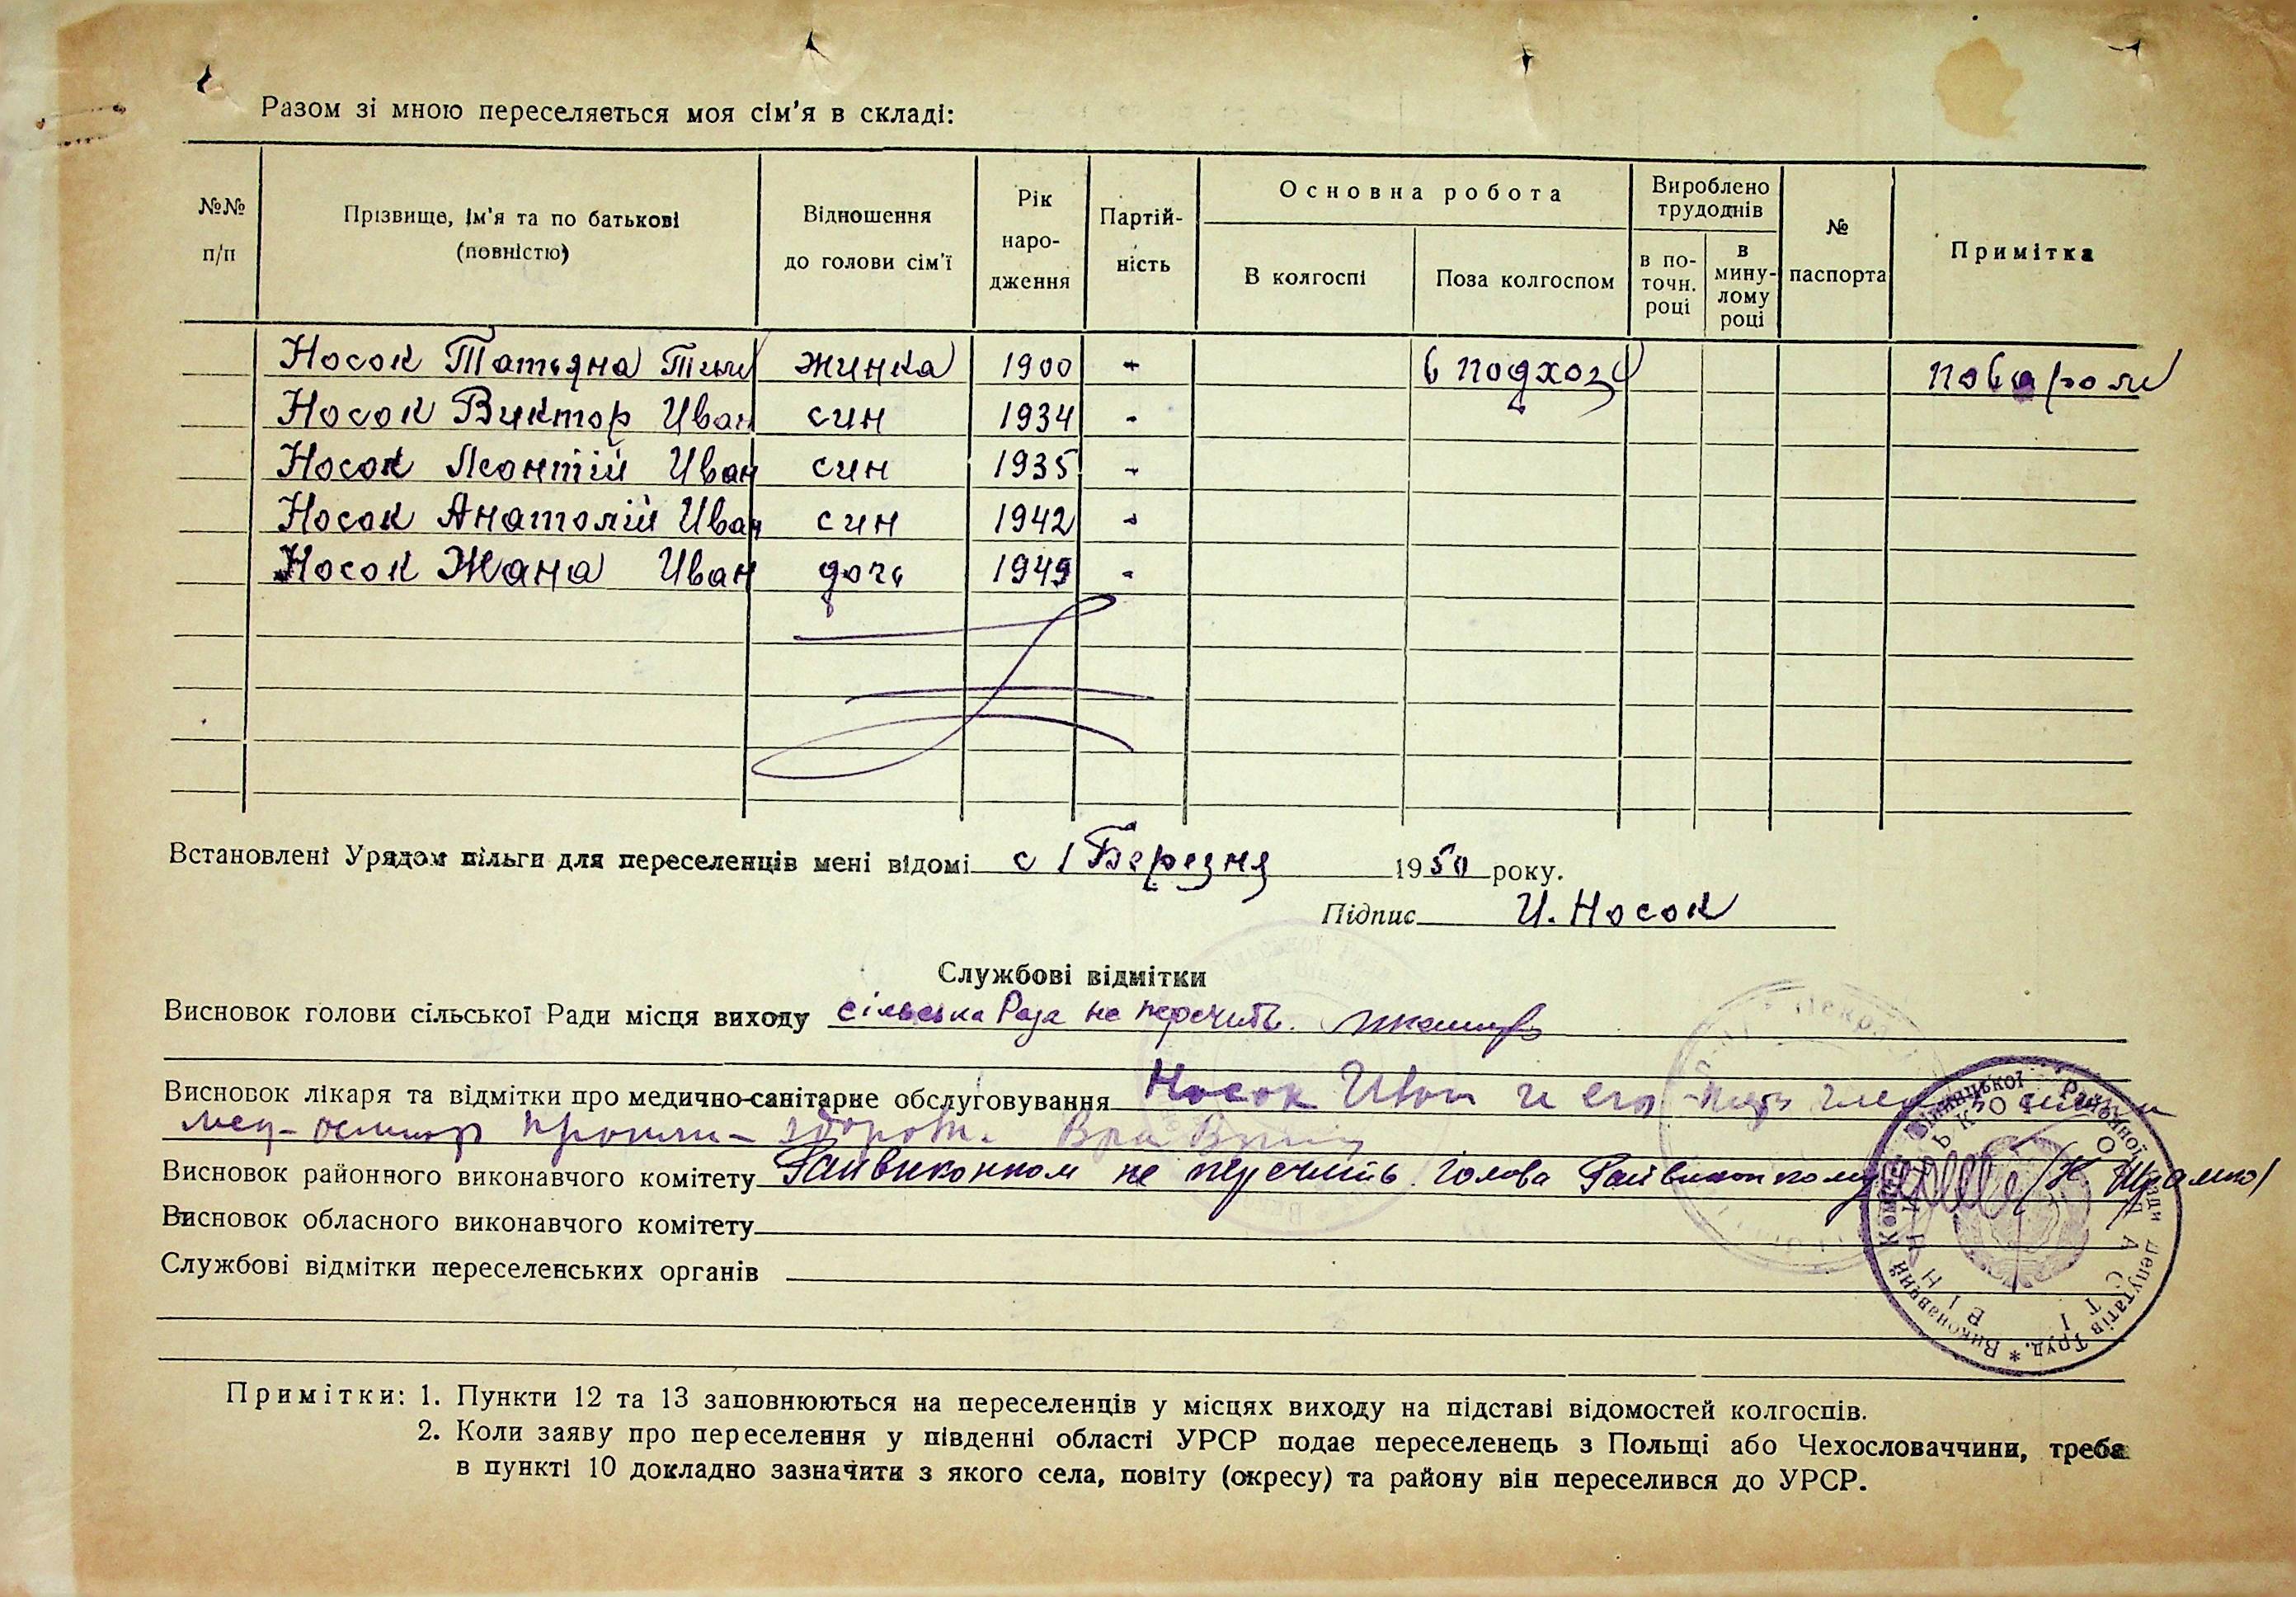 Разом зі мною переселяється моя сім'я в складі:
№№ п/п
Прізвище, ім'я та по батькові (повністю)
Відношення до голови сім'ї
Рік народження
Партійність
Основна робота
В колгоспі
Поза колгоспом
Вироблено трудоднів
в поточн. році
в минулому році
№ паспорта
Примітка
Носок Татьяна Тим жинка 1900 - в подхозі поваром
Носок Виктор Иван син 1934 -
Носок Леонтій Иван син 1935 -
Носок Анатолій Иван син 1942 -
Носок Жана Иван дочь 1949 -
Встановлені Урядом пільги для переселенців мені відомі с 1 Березня 1950 року.
Підпис И. Носок
Службові відмітки
Висновок голови сільської Ради місця виходу сільська Рада не перечить.
Висновок лікаря та відмітки про медично-санітарне обслуговування Носок Иван и его
мед-осмотр прошли - здоров.
Висновок районного виконавчого комітету Райвиконком не перечить. Голова Райвиконкому
Висновок обласного виконавчого комітету
Службові відмітки переселенських органів
Примітки: 1. Пункти 12 та 13 заповнюються на переселенців у місцях виходу на підставі відомостей колгоспів.
2. Коли заяву про переселення у південні області УРСР подає переселенець з Польщі або Чехословаччини, треба
в пункті 10 докладно зазначити з якого села, повіту (окресу) та району він переселився до УРСР.